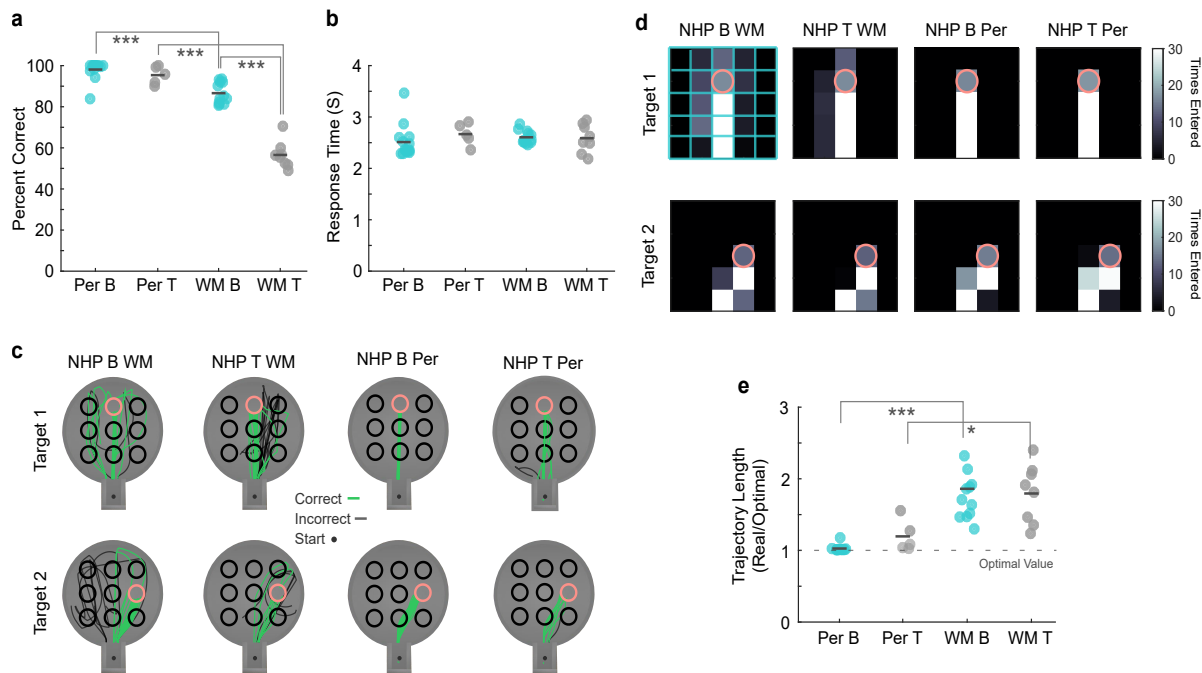 a
***
***
***
Percent Correct
100
80
60
40
20
0
Per B
Per T
WM B
WM T
b
Response Time (S)
4
3
2
1
0
Per B
Per T
WM B
WM T
c
NHP B WM
NHP T WM
NHP B Per
NHP T Per
Target 1
Correct
Incorrect
Start
Target 2
d
NHP B WM
NHP T WM
NHP B Per
NHP T Per
Target 1
30
20
10
0
Times Entered
Target 2
30
20
10
0
Times Entered
e
***
*
Trajectory Length
(Real/Optimal)
3
2
1
0
Optimal Value
Per B
Per T
WM B
WM T